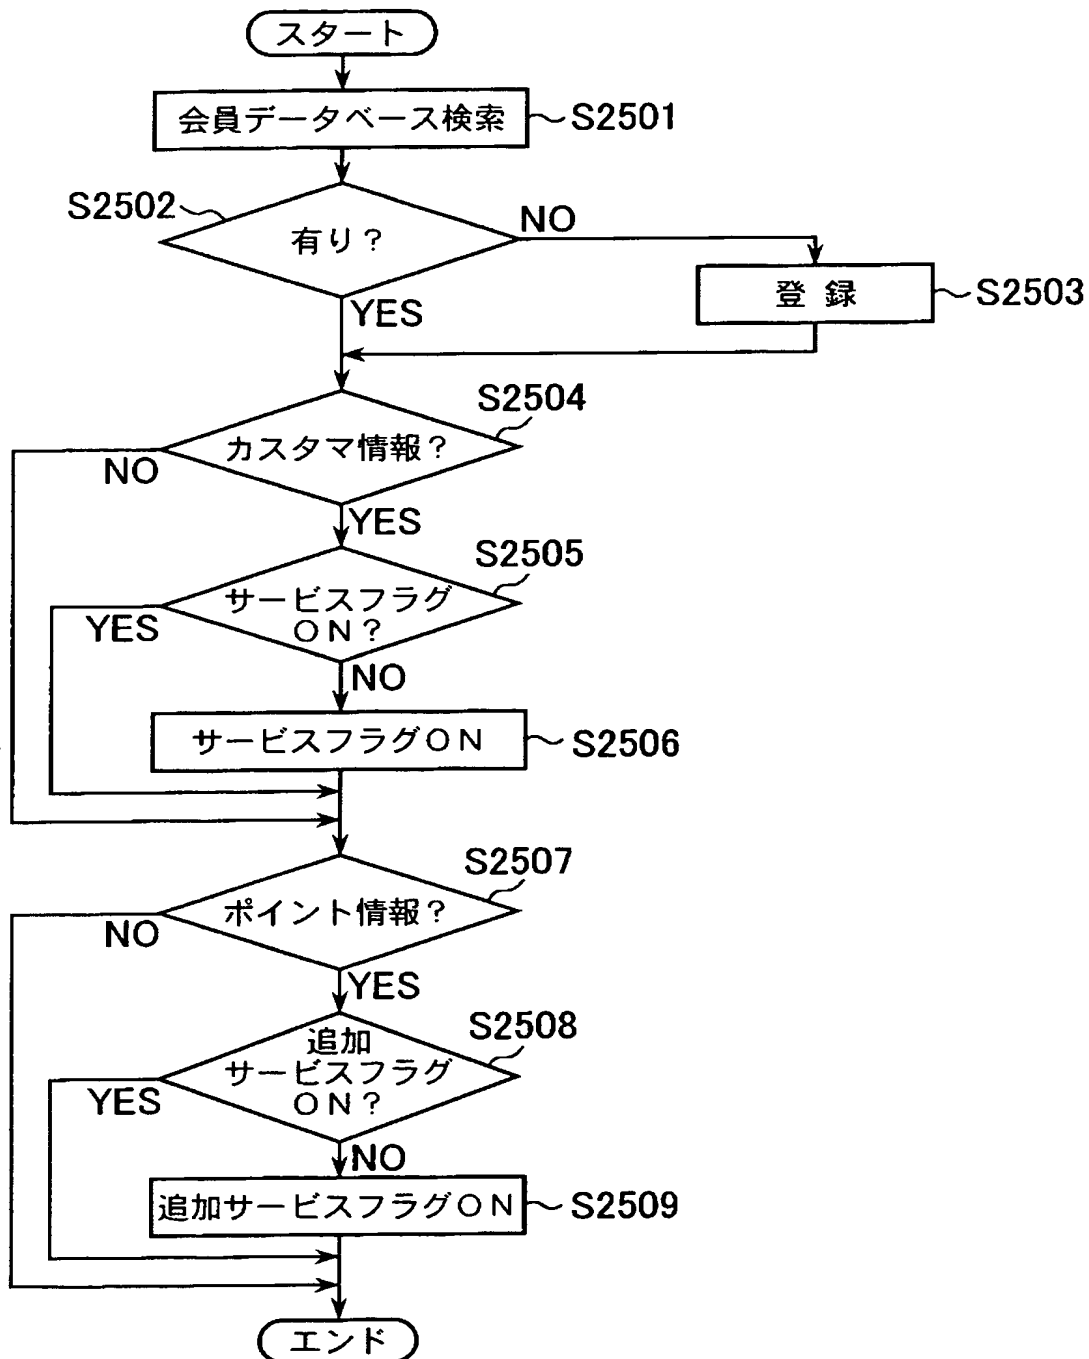 スタート
会員データベース検索
S2501
S2502
有り?
NO
YES
登 録
S2503
S2504
カスタマ情報?
NO
YES
S2505
サービスフラグ
ON?
YES
NO
サービスフラグON
S2506
S2507
ポイント情報?
NO
YES
S2508
追加
サービスフラグ
ON?
YES
NO
追加サービスフラグON
S2509
エンド